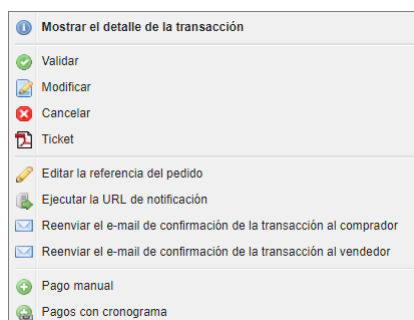 Mostrar el detalle de la transacción
Validar
Modificar
Cancelar
Ticket
Editar la referencia del pedido
Ejecutar la URL de notificación
Reenviar el e-mail de confirmación de la transacción al comprador
Reenviar el e-mail de confirmación de la transacción al vendedor
Pago manual
Pagos con cronograma